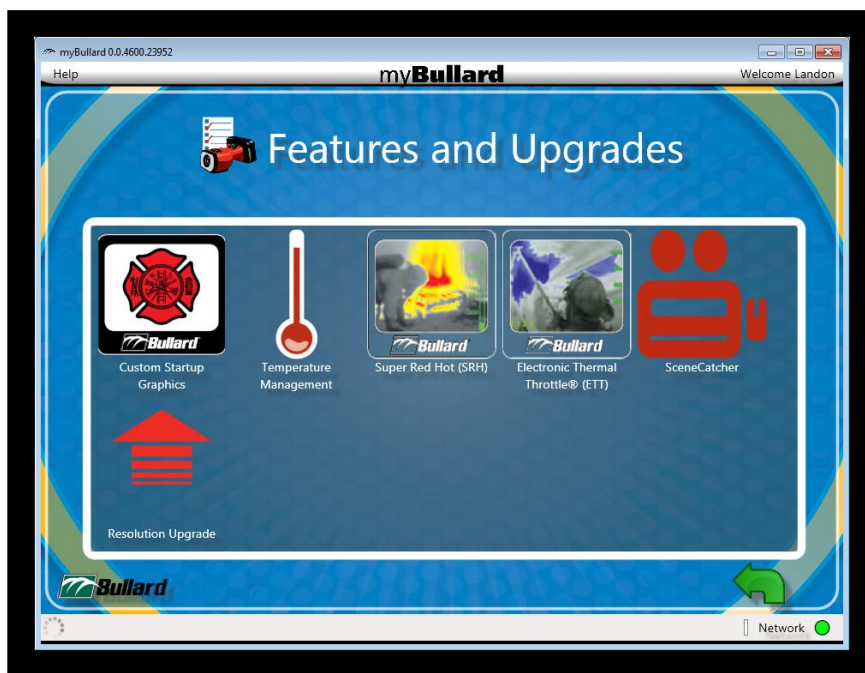 myBullard 0.0.4600.23952
Help
myBullard
Welcome Landon
Features and Upgrades
Bullard
Custom Startup
Graphics
Temperature
Management
Bullard
Super Red Hot (SRH)
Bullard
Electronic Thermal
Throttle® (ETT)
SceneCatcher
Resolution Upgrade
Bullard
Network